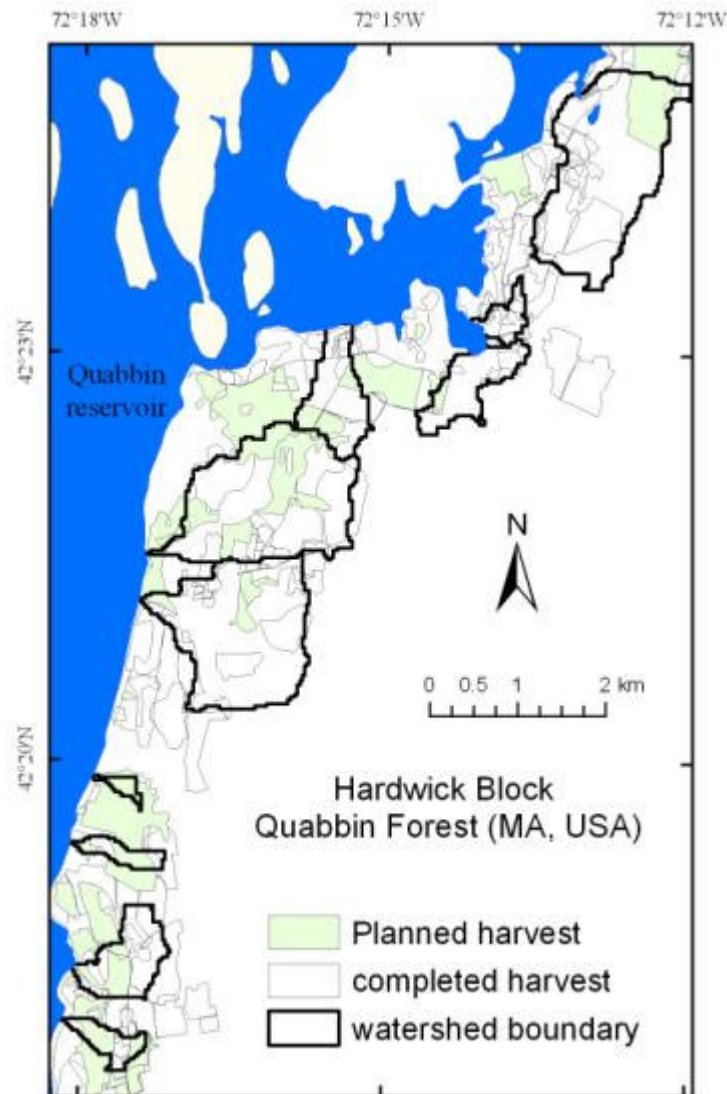 72°18'W 72°15'W 72°12'W
42°23'N
Quabbin
reservoir
N
0 0.5 1 2 km
42°20'N
Hardwick Block
Quabbin Forest (MA, USA)
Planned harvest
completed harvest
watershed boundary